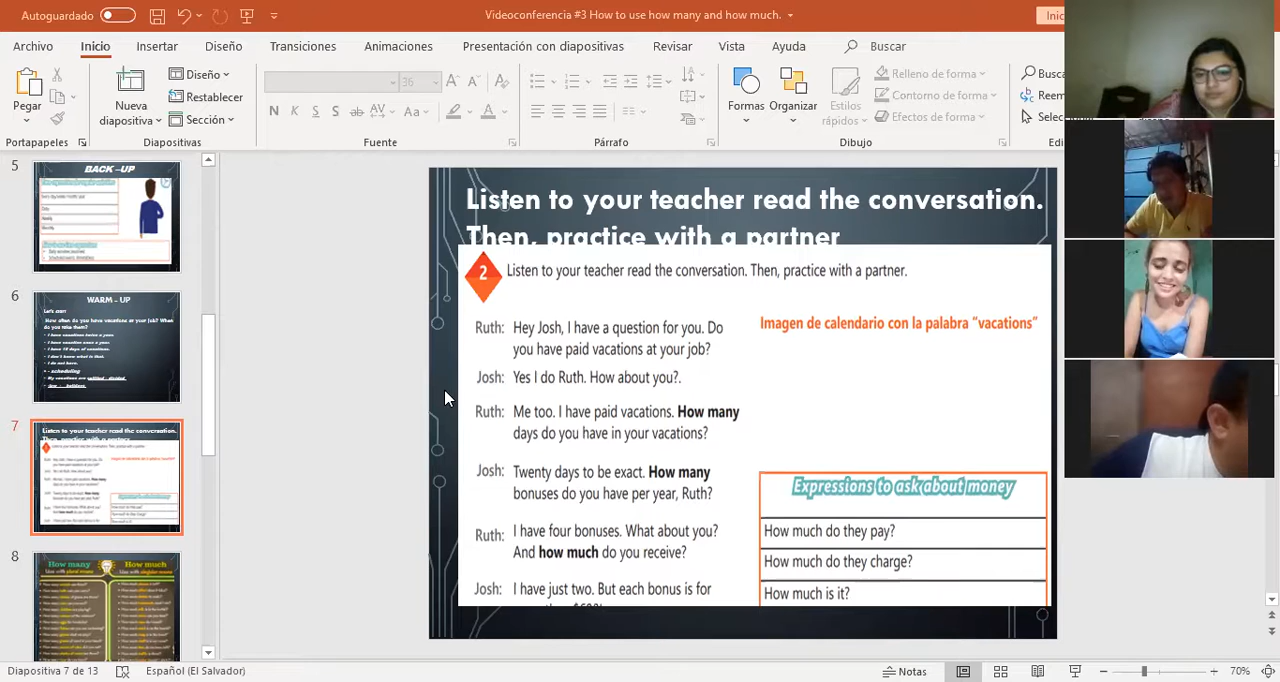 Autoguardado
Videoconferencia #3 How to use how many and how much.
Archivo Inicio Insertar Diseño Transiciones Animaciones Presentación con diapositivas Revisar Vista Ayuda Buscar
Pegar
Nueva
diapositiva
Diseño
Restablecer
Sección
36
Formas Organizar Estilos
rápidos
Relleno de forma
Contorno de forma
Efectos de forma
Portapapeles Diapositivas Fuente Párrafo Dibujo
5
BACK-UP
6
WARM-UP
7
8
How many How much
Listen to your teacher read the conversation.
Then, practice with a partner
2 Listen to your teacher read the conversation. Then, practice with a partner.
Ruth: Hey Josh, I have a question for you. Do
you have paid vacations at your job?
Josh: Yes I do Ruth. How about you?.
Ruth: Me too. I have paid vacations. How many
days do you have in your vacations?
Josh: Twenty days to be exact. How many
bonuses do you have per year, Ruth?
Ruth: I have four bonuses. What about you?
And how much do you receive?
Josh: I have just two. But each bonus is for
Imagen de calendario con la palabra “vacations”
Expressions to ask about money
How much do they pay?
How much do they charge?
How much is it?
Diapositiva 7 de 13 Español (El Salvador) Notas 70%